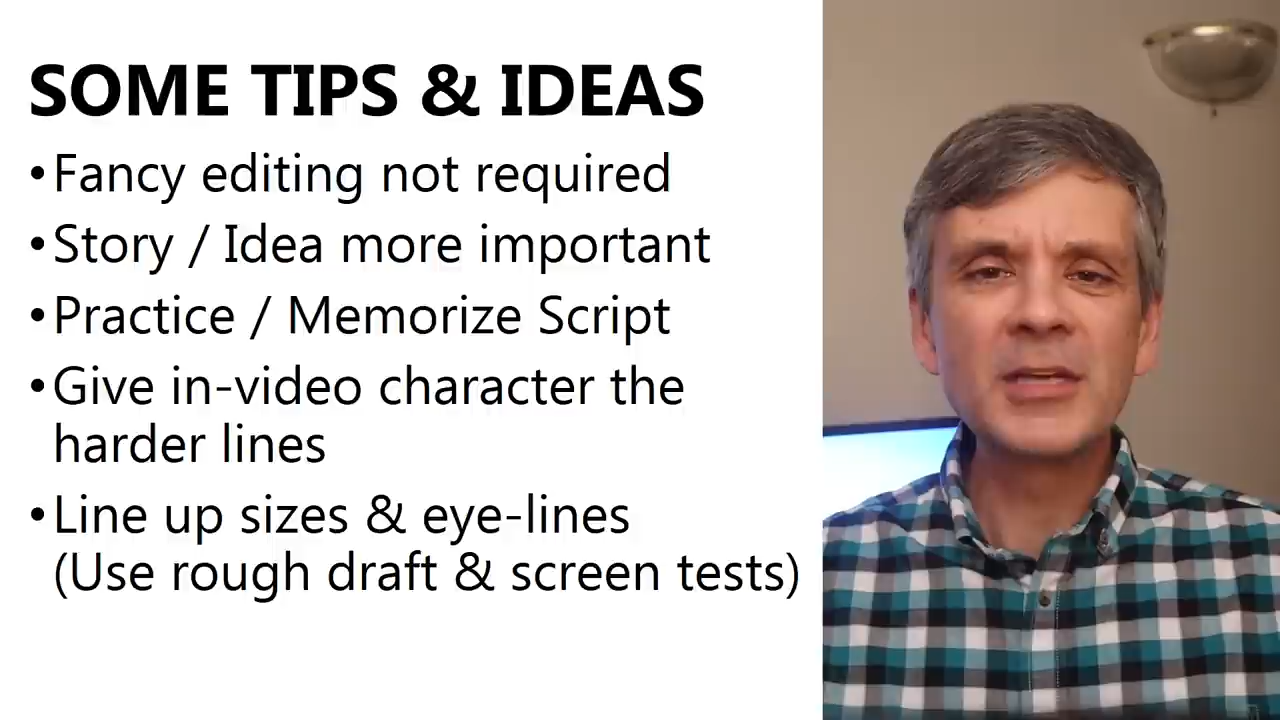 SOME TIPS & IDEAS
•Fancy editing not required
•Story / Idea more important
•Practice / Memorize Script
•Give in-video character the
harder lines
•Line up sizes & eye-lines
(Use rough draft & screen tests)